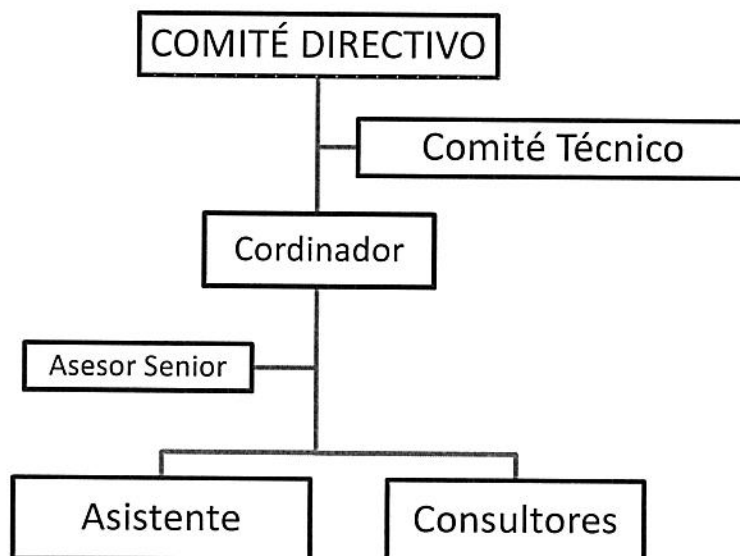 COMITÉ DIRECTIVO
Comité Técnico
Cordinador
Asesor Senior
Asistente
Consultores